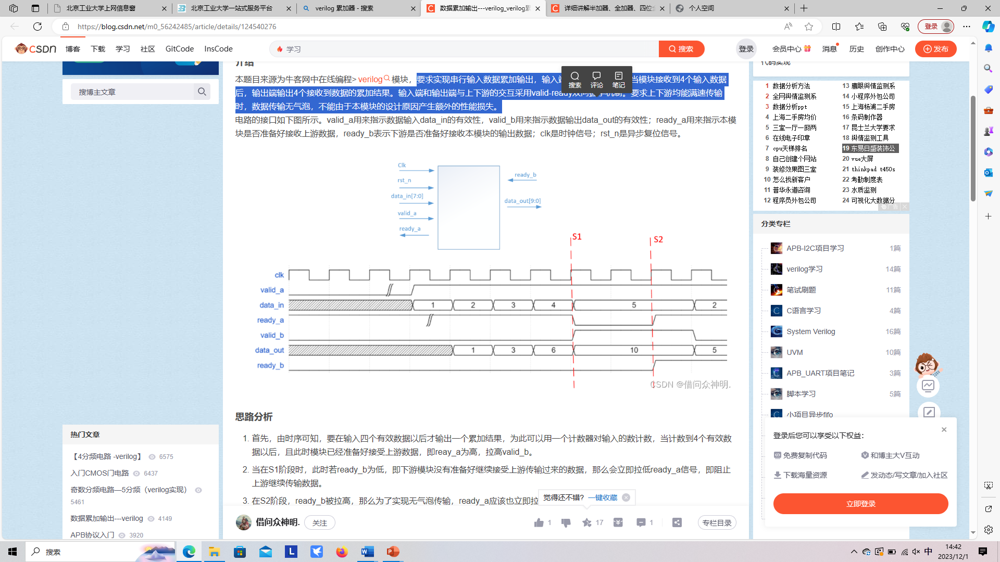 北京工业大学上网信息窗
北京工业大学一站式服务平台
verilog 累加器 - 搜索
数据累加输出---verilog_verilog累
详细讲解半加器、全加器、四位全
个人空间
https://blog.csdn.net/m0_56242485/article/details/124540276
登录
CSDN
博客
下载
学习
社区
GitCode
InsCode
学习
搜索
登录
会员中心
消息
历史
创作中心
发布
搜博主文章
介绍
本题目来源为牛客网中在线编程> verilog 模块，要求实现串行输入数据累加输出，输入端 当模块接收到4个输入数据
后，输出端输出4个接收到数据的累加结果。输入端和输出端与上下游的交互采用valid-ready双向握手机制。要求上下游均能满速传输
时，数据传输无气泡，不能由于本模块的设计原因产生额外的性能损失。
搜索
评论
笔记
电路的接口如下图所示。valid_a用来指示数据输入data_in的有效性，valid_b用来指示数据输出data_out的有效性；ready_a用来指示本模
块是否准备好接收上游数据，ready_b表示下游是否准备好接收本模块的输出数据；clk是时钟信号；rst_n是异步复位信号。
Clk
rst_n
data_in[7:0]
valid_a
ready_a
ready_b
data_out[9:0]
S1
S2
clk
valid_a
data_in
1
2
3
4
5
2
ready_a
valid_b
data_out
1
3
6
10
5
ready_b
CSDN @借问众神明.
思路分析
1. 首先，由时序可知，要在输入四个有效数据以后才输出一个累加结果，为此可以用一个计数器对输入的数计数，当计数到4个有效数
据以后，且此时模块已经准备好接受上游数据，即reay_a为高，拉高valid_b。
2. 当在S1阶段时，此时若ready_b为低，即下游模块没有准备好继续接受上游传输过来的数据，那么会立即拉低ready_a信号，即阻止
上游继续传输数据。
3. 在S2阶段，ready_b被拉高，那么为了实现无气泡传输，ready_a应该也立即拉
觉得还不错? 一键收藏
借问众神明.
关注
1
17
1
专栏目录
热门文章
【4分频电路 -verilog】 6575
入门CMOS门电路 6437
奇数分频电路—5分频（verilog实现）
5461
数据累加输出---verilog 4149
APB协议入门 3920
代码实现
1 数据分析方法
2 全网舆情监测系
3 数据分析ppt
4 上海二手房均价
5 三室一厅一厨两
6 在线电子印章
7 cpu天梯排名
8 自己创建个网站
9 装修效果图三室
10 怎么找新客户
11 普华永道咨询
12 程序员外包公司
13 鹰眼舆情监测系
14 小程序外包公司
15 上海杨浦二手房
16 条码制作器
17 昆士兰大学要求
18 舆情监测工具
19 东易日盛装饰公
20 vue大屏
21 thinkpad t450s
22 考勤制度表
23 水质监测
24 可视化大数据分
广告
分类专栏
APB-I2C项目学习 1篇
verilog学习 14篇
笔试刷题 11篇
C语言学习 4篇
System Verilog 16篇
UVM 10篇
APB_UART项目笔记 3篇
脚本学习 5篇
小项目异步fifo
登录后您可以享受以下权益：
免费复制代码
和博主大V互动
下载海量资源
发动态/写文章/加入社区
立即登录
搜索
中
14:42
2023/12/1